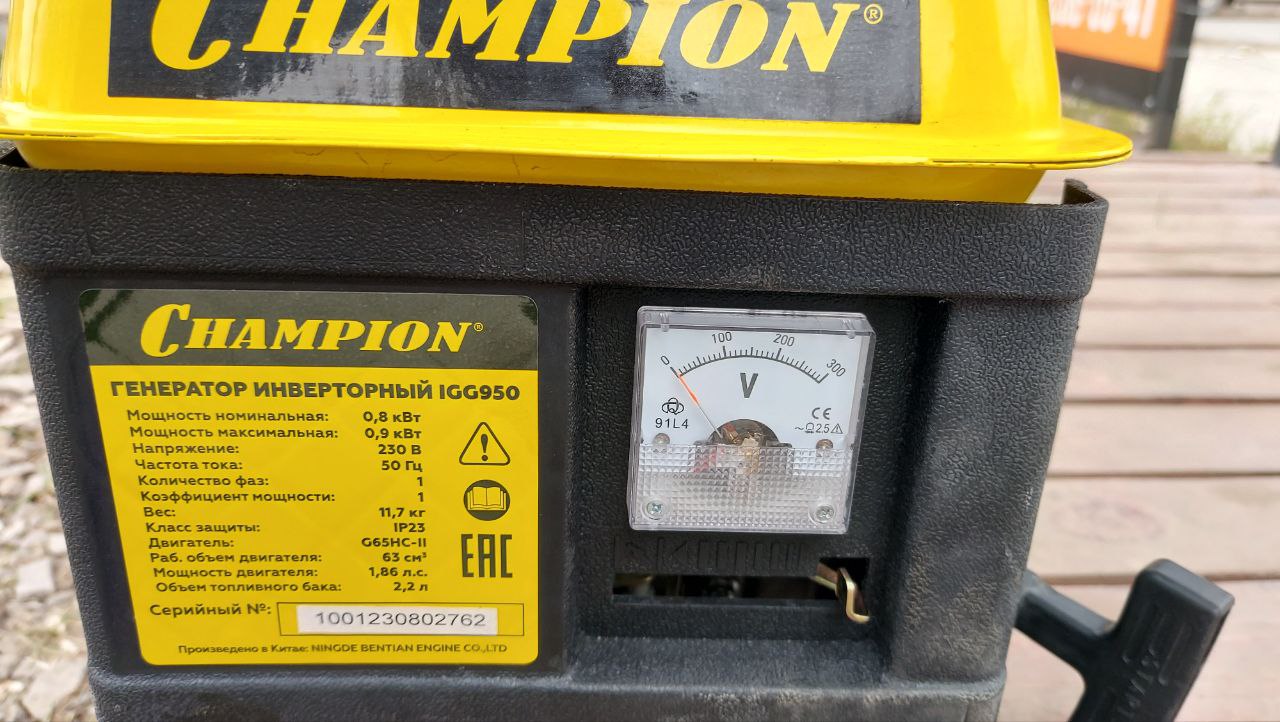 CHAMPION®
CHAMPION®
ГЕНЕРАТОР ИНВЕРТОРНЫЙ IGG950
Мощность номинальная: 0,8 кВт
Мощность максимальная: 0,9 кВт
Напряжение: 230 В
Частота тока: 50 Гц
Количество фаз: 1
Коэффициент мощности: 1
Вес: 11,7 кг
Класс защиты: IP23
Двигатель: G65HC-II
Раб. объем двигателя: 63 см³
Мощность двигателя: 1,86 л.с.
Объем топливного бака: 2,2 л
EAC
Серийный №: 1001230802762
Произведено в Китае: NINGDE BENTIAN ENGINE CO.,LTD
0 100 200 300
V
91L4
CE
~Ω2.5